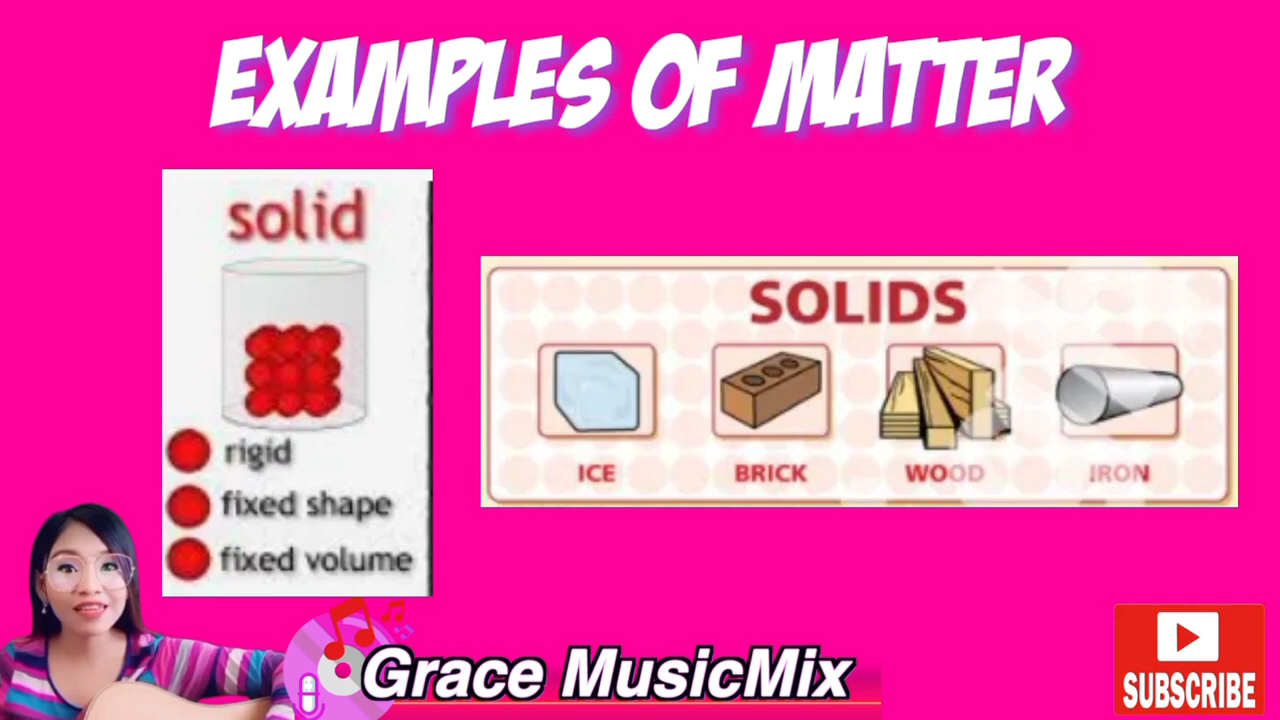 EXAMPLES OF MATTER
solid
rigid
fixed shape
fixed volume
SOLIDS
ICE BRICK WOOD IRON
Grace MusicMix
SUBSCRIBE